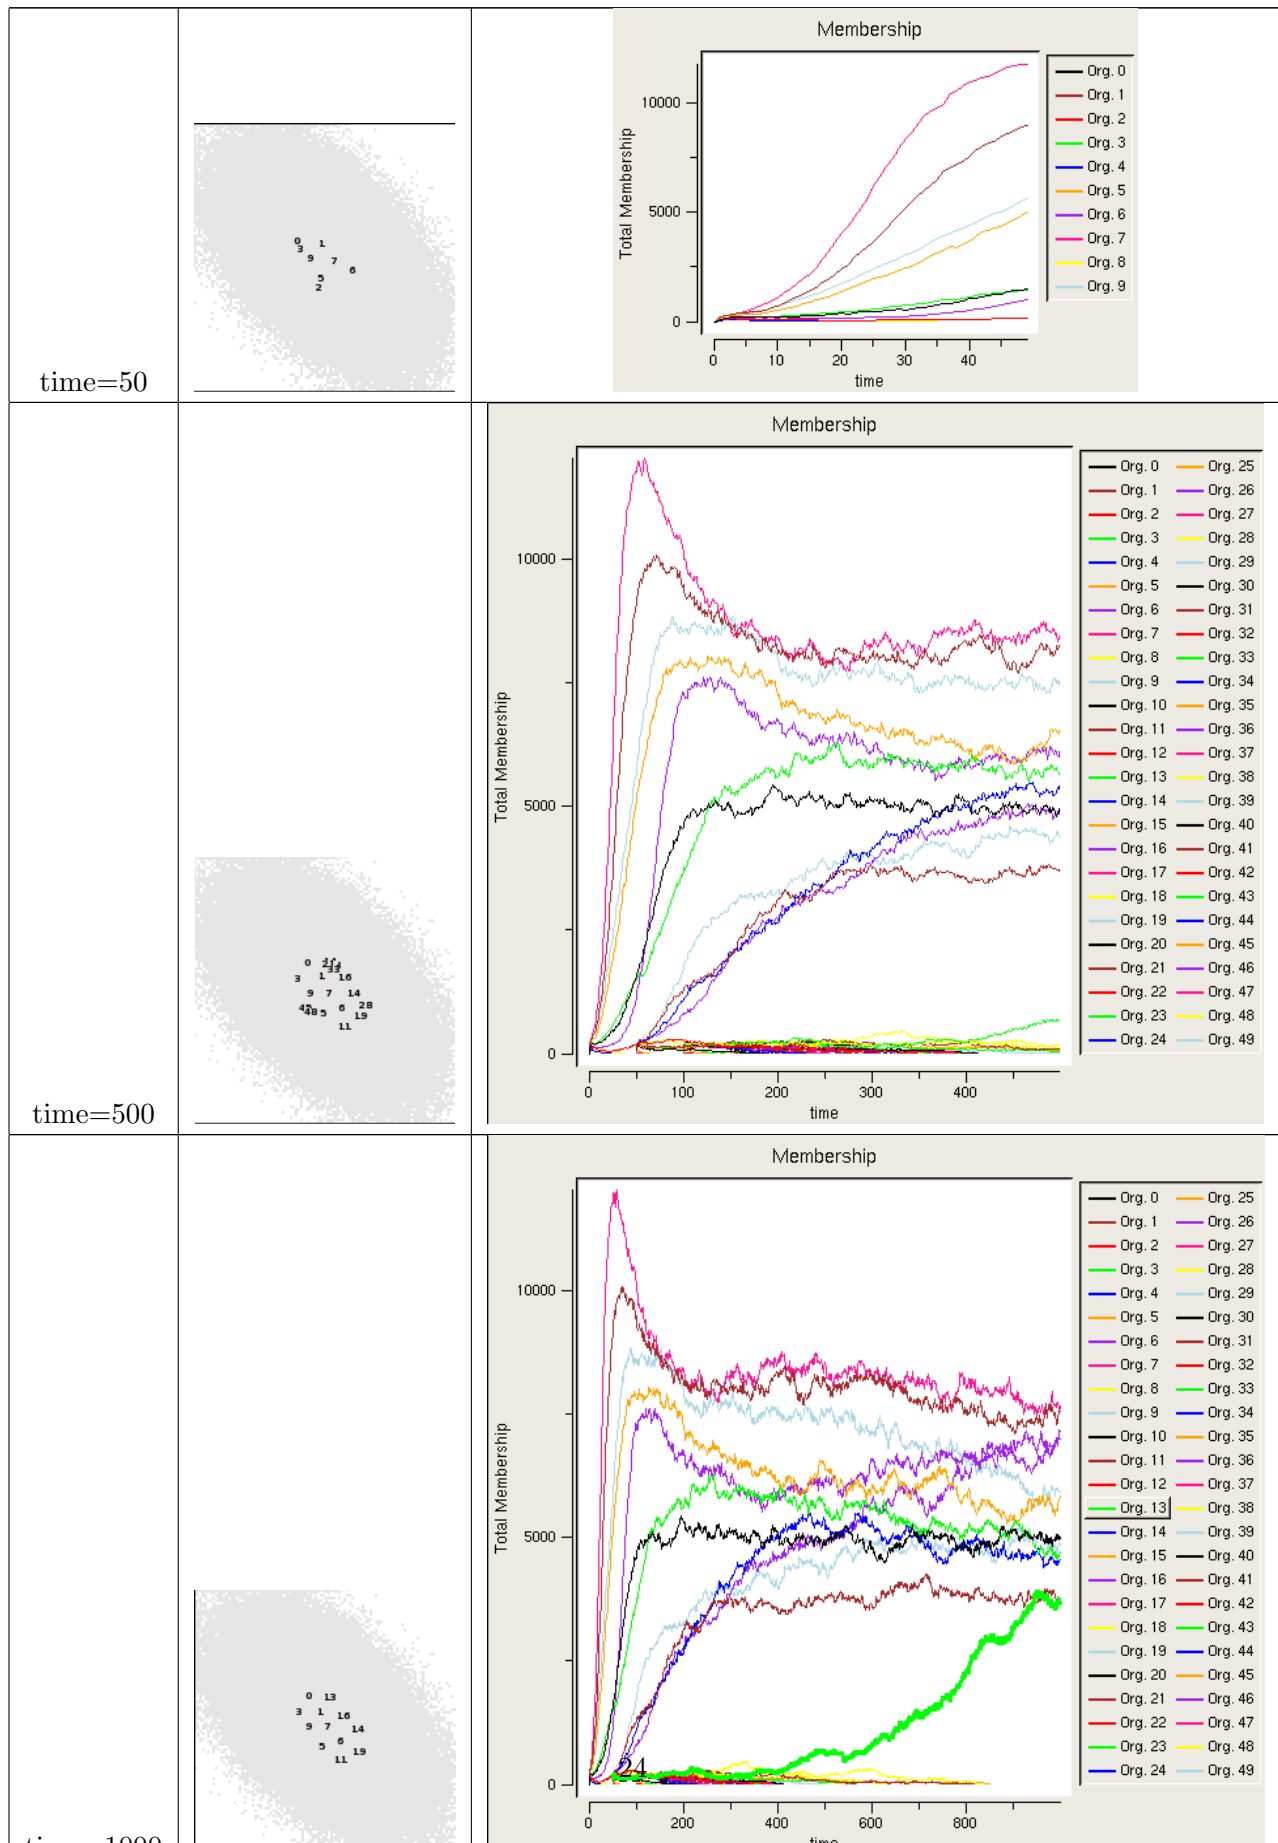 Membership
10000
5000
0
Total Membership
0 10 20 30 40
time
Org. 0
Org. 1
Org. 2
Org. 3
Org. 4
Org. 5
Org. 6
Org. 7
Org. 8
Org. 9
0
3
1
9
7
6
5
2
time=50
Membership
10000
5000
0
Total Membership
0 100 200 300 400
time
Org. 0 Org. 25
Org. 1 Org. 26
Org. 2 Org. 27
Org. 3 Org. 28
Org. 4 Org. 29
Org. 5 Org. 30
Org. 6 Org. 31
Org. 7 Org. 32
Org. 8 Org. 33
Org. 9 Org. 34
Org. 10 Org. 35
Org. 11 Org. 36
Org. 12 Org. 37
Org. 13 Org. 38
Org. 14 Org. 39
Org. 15 Org. 40
Org. 16 Org. 41
Org. 17 Org. 42
Org. 18 Org. 43
Org. 19 Org. 44
Org. 20 Org. 45
Org. 21 Org. 46
Org. 22 Org. 47
Org. 23 Org. 48
Org. 24 Org. 49
0
33
3 1 16
9 7 14
45 28
48 5 6 19
11
time=500
Membership
10000
5000
0
Total Membership
0 200 400 600 800
time
Org. 0 Org. 25
Org. 1 Org. 26
Org. 2 Org. 27
Org. 3 Org. 28
Org. 4 Org. 29
Org. 5 Org. 30
Org. 6 Org. 31
Org. 7 Org. 32
Org. 8 Org. 33
Org. 9 Org. 34
Org. 10 Org. 35
Org. 11 Org. 36
Org. 12 Org. 37
Org. 13 Org. 38
Org. 14 Org. 39
Org. 15 Org. 40
Org. 16 Org. 41
Org. 17 Org. 42
Org. 18 Org. 43
Org. 19 Org. 44
Org. 20 Org. 45
Org. 21 Org. 46
Org. 22 Org. 47
Org. 23 Org. 48
Org. 24 Org. 49
0 13
3 1 16
9 7 14
5 6 19
11
24
time=1000